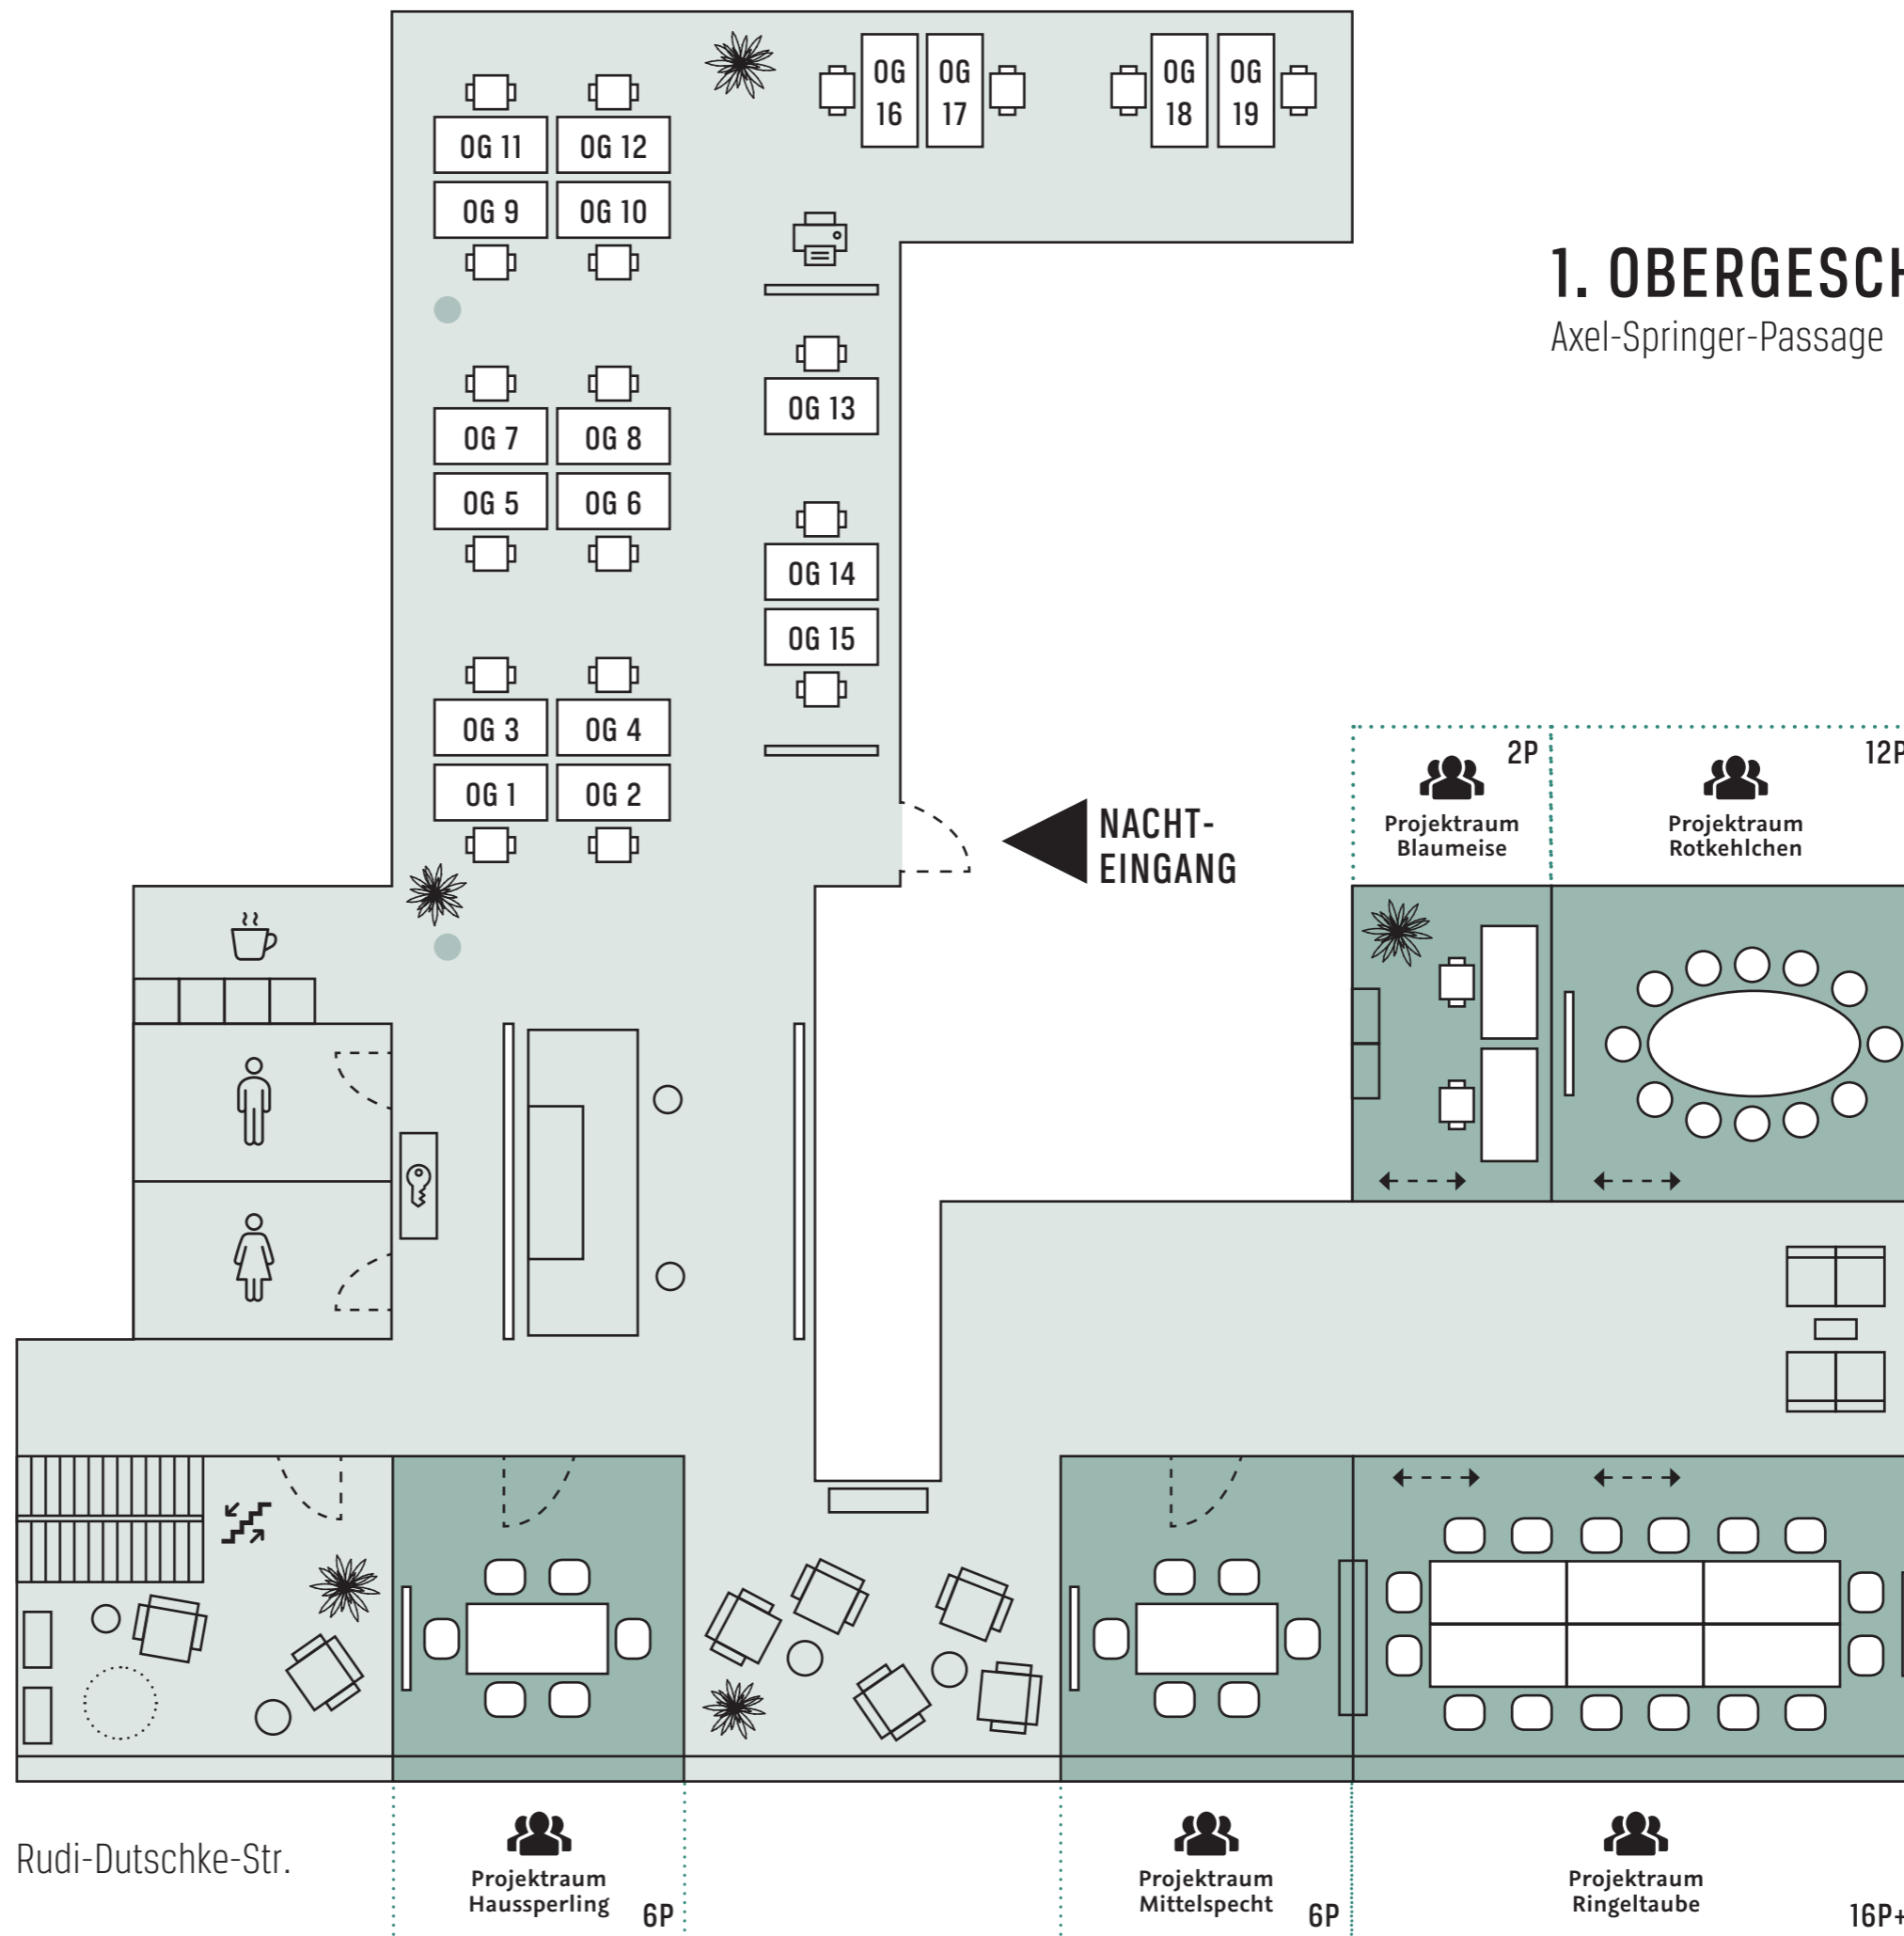 OG 16
OG 17
OG 18
OG 19
OG 11
OG 12
OG 9
OG 10
1. OBERGESCH
Axel-Springer-Passage
OG 13
OG 7
OG 8
OG 5
OG 6
OG 14
OG 15
OG 3
OG 4
OG 1
OG 2
NACHT-
EINGANG
2P
Projektraum
Blaumeise
12P
Projektraum
Rotkehlchen
Rudi-Dutschke-Str.
Projektraum
Haussperling
6P
Projektraum
Mittelspecht
6P
Projektraum
Ringeltaube
16P+